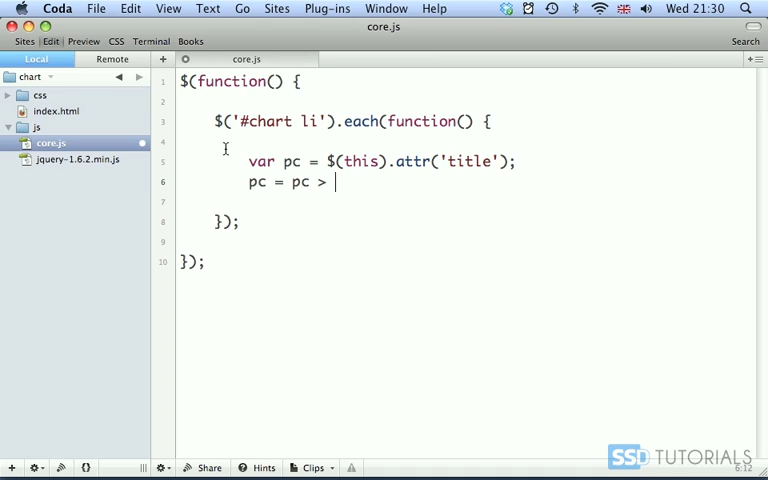 Coda File Edit View Text Go Sites Plug-ins Window Help Wed 21:30
core.js
Sites Edit Preview CSS Terminal Books Search
Local Remote + core.js
chart
css
index.html
js
core.js
jquery-1.6.2.min.js
1 $(function() {
2
3 $('#chart li').each(function() {
4
5 var pc = $(this).attr('title');
6 pc = pc >
7
8 });
9
10 });
+ Share Hints Clips 6:12
SSD TUTORIALS